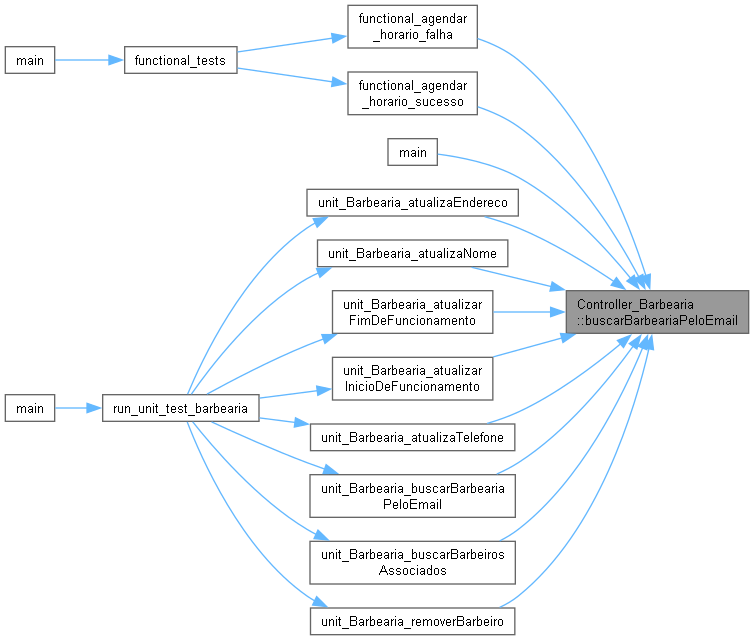 functional_agendar
_horario_falha
main
functional_tests
functional_agendar
_horario_sucesso
main
unit_Barbearia_atualizaEndereco
unit_Barbearia_atualizaNome
unit_Barbearia_atualizar
FimDeFuncionamento
Controller_Barbearia
::buscarBarbeariaPeloEmail
unit_Barbearia_atualizar
InicioDeFuncionamento
main
run_unit_test_barbearia
unit_Barbearia_atualizaTelefone
unit_Barbearia_buscarBarbearia
PeloEmail
unit_Barbearia_buscarBarbeiros
Associados
unit_Barbearia_removerBarbeiro